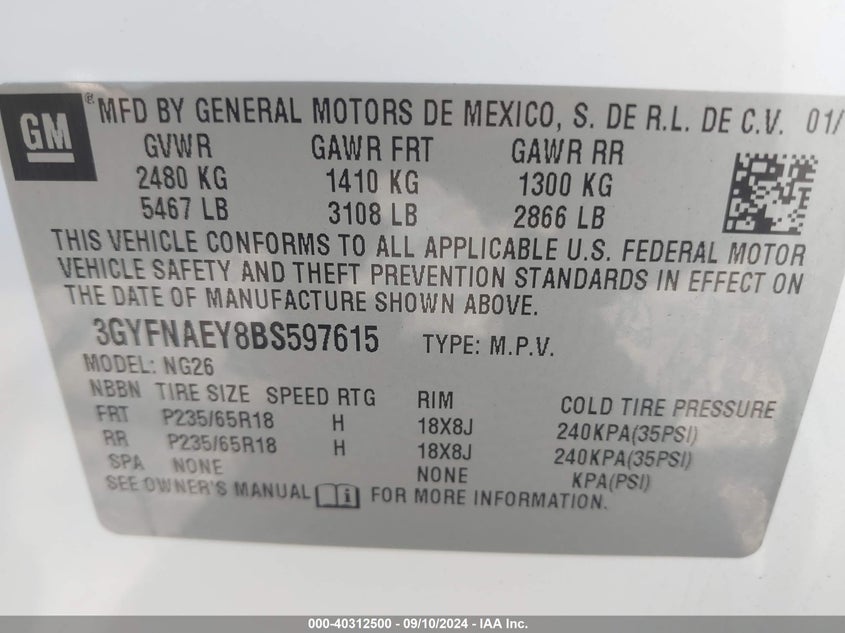 GM
® MFD BY GENERAL MOTORS DE MEXICO, S. DE R.L. DE C.V. 01/
GVWR GAWR FRT GAWR RR
2480 KG 1410 KG 1300 KG
5467 LB 3108 LB 2866 LB
THIS VEHICLE CONFORMS TO ALL APPLICABLE U.S. FEDERAL MOTOR
VEHICLE SAFETY AND THEFT PREVENTION STANDARDS IN EFFECT ON
THE DATE OF MANUFACTURE SHOWN ABOVE.
3GYFNAEY8BS597615 TYPE: M.P.V.
MODEL: NG26
NBBN TIRE SIZE SPEED RTG RIM COLD TIRE PRESSURE
FRT P235/65R18 H 18X8J 240KPA(35PSI)
RR P235/65R18 H 18X8J 240KPA(35PSI)
SPA NONE NONE KPA(PSI)
SEE OWNER'S MANUAL FOR MORE INFORMATION.
000-40312500 - 09/10/2024 - IAA Inc.